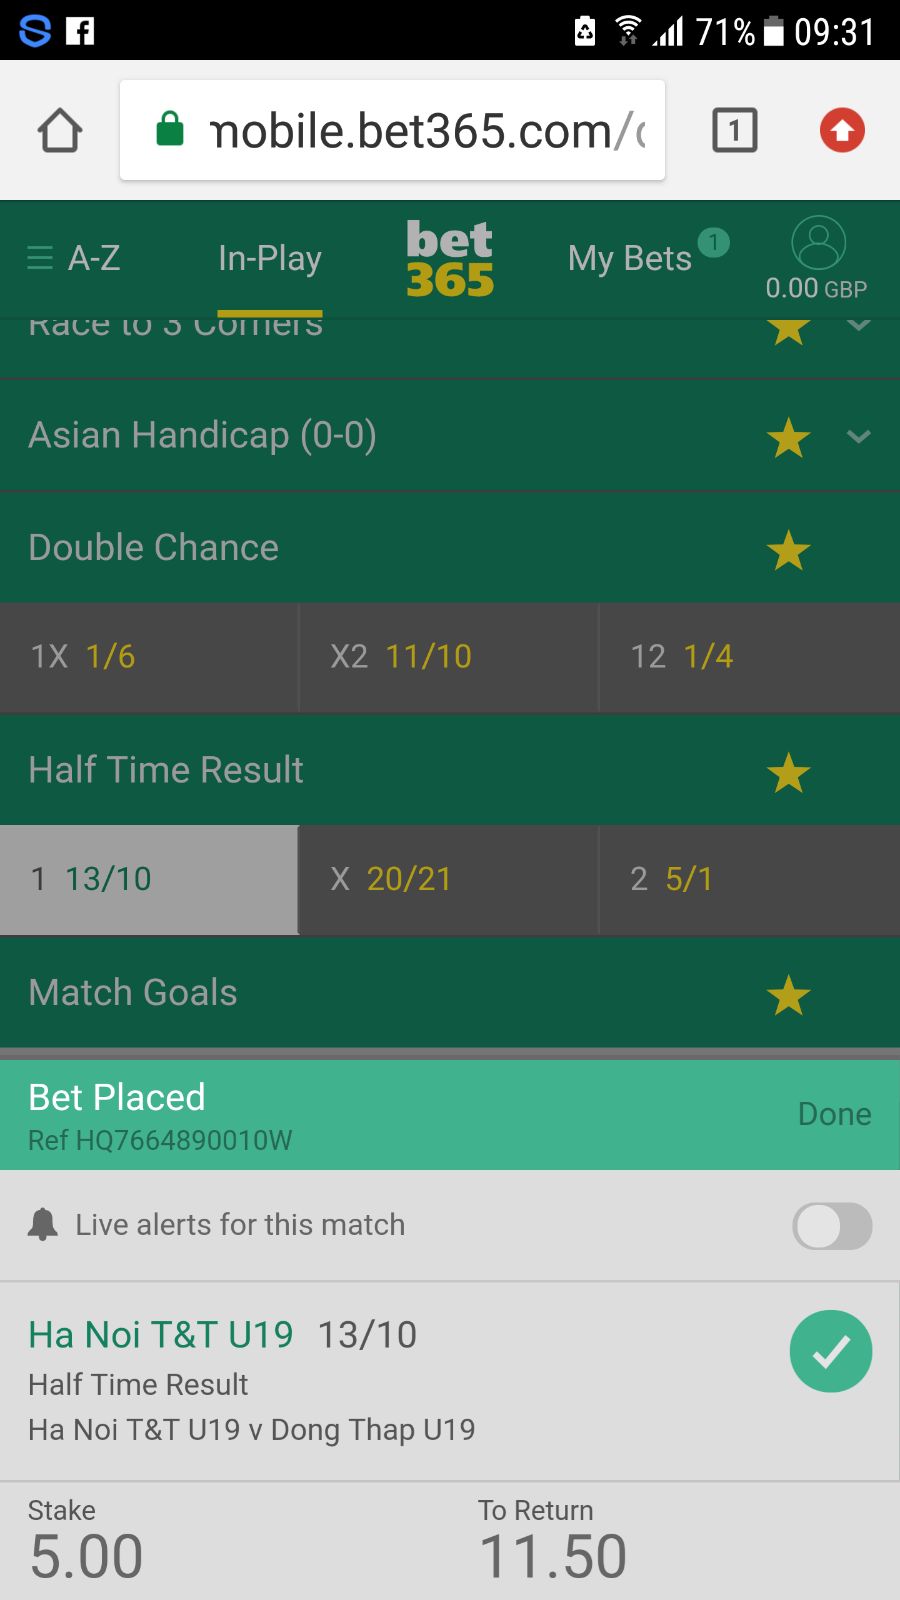 71% 09:31
mobile.bet365.com/
1
A-Z In-Play bet365 My Bets 1 0.00 GBP
Race to 3 Corners
Asian Handicap (0-0)
Double Chance
1X 1/6 X2 11/10 12 1/4
Half Time Result
1 13/10 X 20/21 2 5/1
Match Goals
Bet Placed
Done
Ref HQ7664890010W
Live alerts for this match
Ha Noi T&T U19 13/10
Half Time Result
Ha Noi T&T U19 v Dong Thap U19
Stake To Return
5.00 11.50